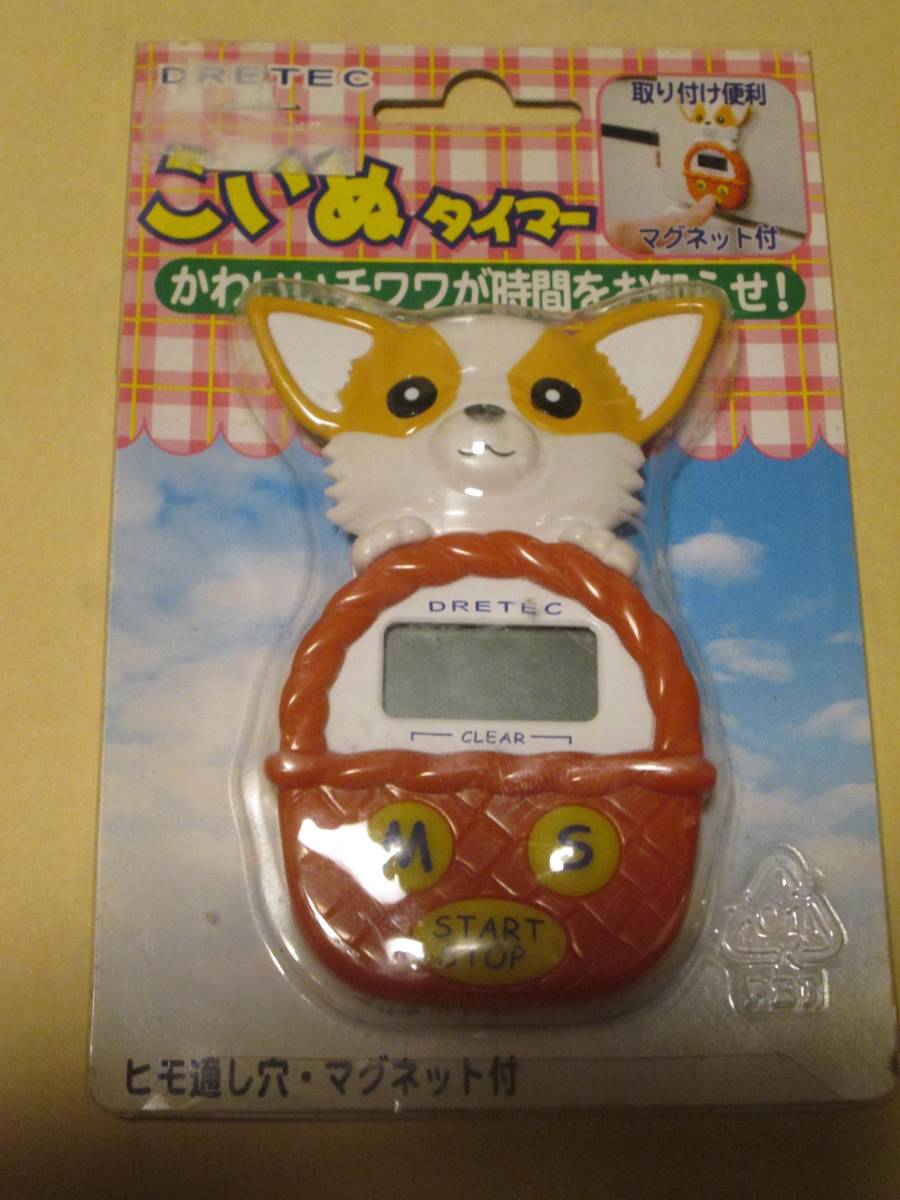 DRETEC
取り付け便利
マグネット付
こいぬタイマー
かわいいチワワが時間をお知らせ!
DRETEC
CLEAR
M
S
START
STOP
ヒモ通し穴・マグネット付